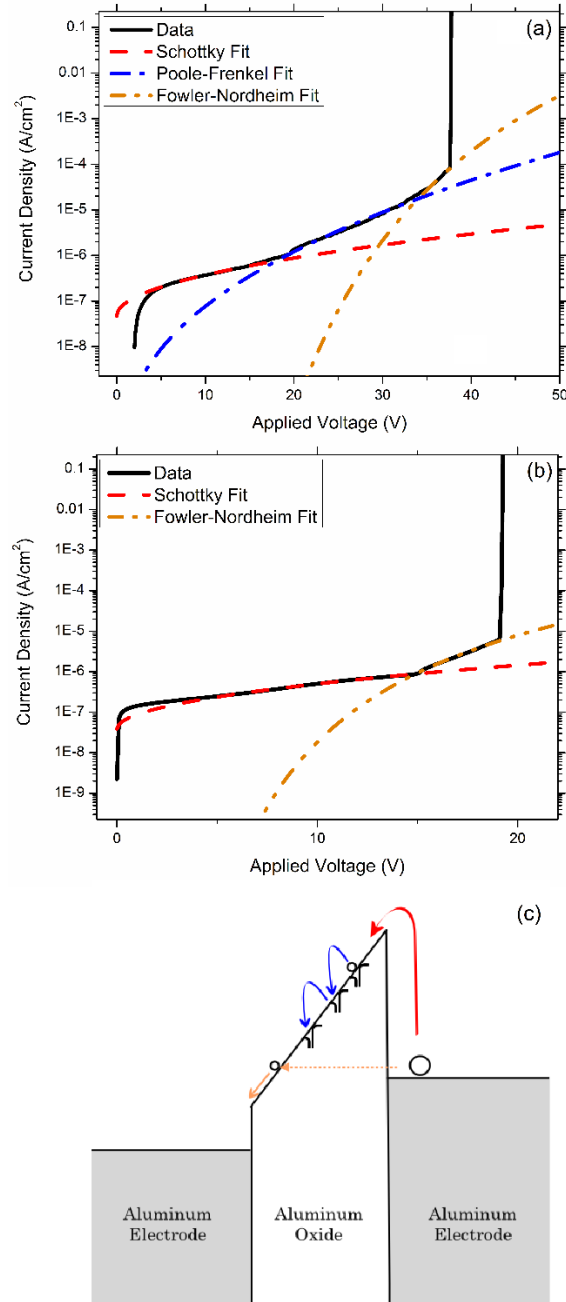 (a)
Data
Schottky Fit
Poole-Frenkel Fit
Fowler-Nordheim Fit
0.1
0.01
1E-3
1E-4
1E-5
1E-6
1E-7
1E-8
Current Density (A/cm²)
0 10 20 30 40 50
Applied Voltage (V)
(b)
Data
Schottky Fit
Fowler-Nordheim Fit
0.1
0.01
1E-3
1E-4
1E-5
1E-6
1E-7
1E-8
1E-9
Current Density (A/cm²)
0 10 20
Applied Voltage (V)
(c)
Aluminum Aluminum Aluminum
Electrode Oxide Electrode